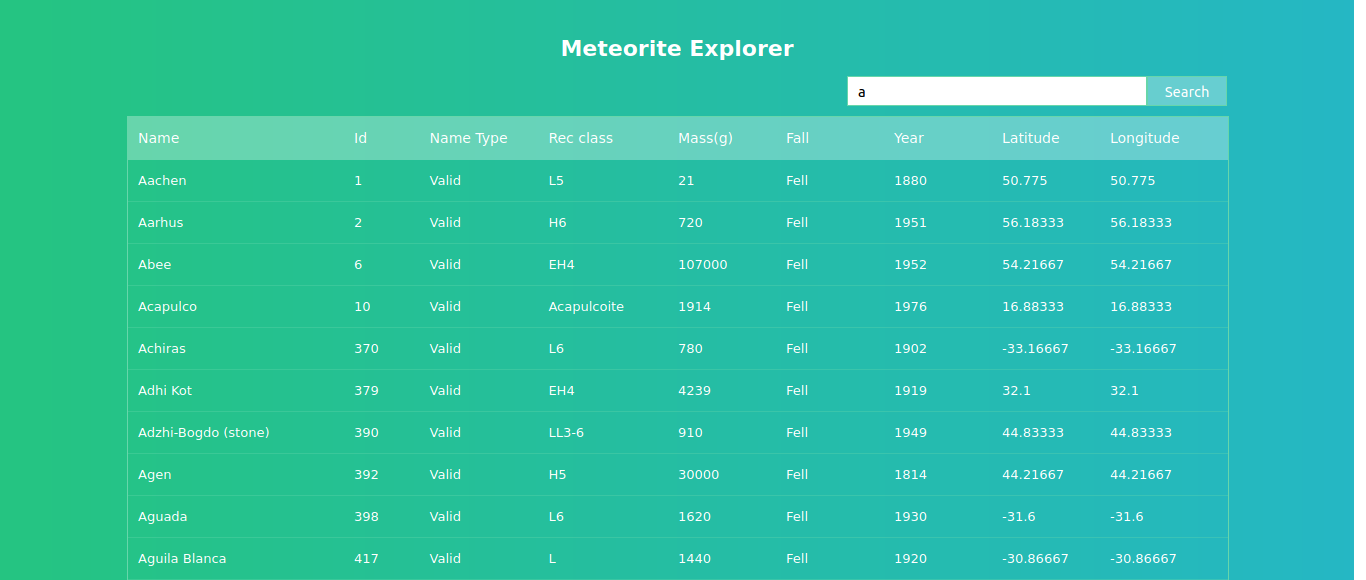 Meteorite Explorer
a Search
Name Id Name Type Rec class Mass(g) Fall Year Latitude Longitude
Aachen 1 Valid L5 21 Fell 1880 50.775 50.775
Aarhus 2 Valid H6 720 Fell 1951 56.18333 56.18333
Abee 6 Valid EH4 107000 Fell 1952 54.21667 54.21667
Acapulco 10 Valid Acapulcoite 1914 Fell 1976 16.88333 16.88333
Achiras 370 Valid L6 780 Fell 1902 -33.16667 -33.16667
Adhi Kot 379 Valid EH4 4239 Fell 1919 32.1 32.1
Adzhi-Bogdo (stone) 390 Valid LL3-6 910 Fell 1949 44.83333 44.83333
Agen 392 Valid H5 30000 Fell 1814 44.21667 44.21667
Aguada 398 Valid L6 1620 Fell 1930 -31.6 -31.6
Aguila Blanca 417 Valid L 1440 Fell 1920 -30.86667 -30.86667